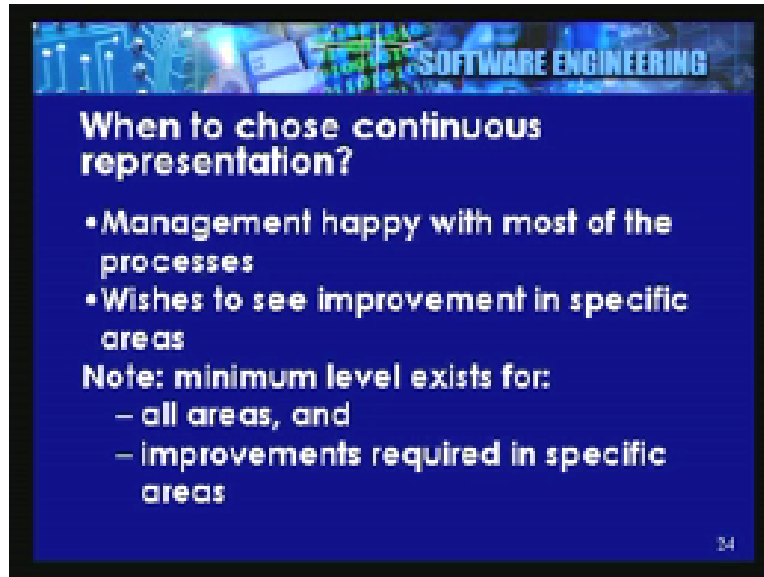 SOFTWARE ENGINEERING
When to chose continuous
representation?
•Management happy with most of the
processes
•Wishes to see improvement in specific
areas
Note: minimum level exists for:
– all areas, and
– improvements required in specific
areas
24